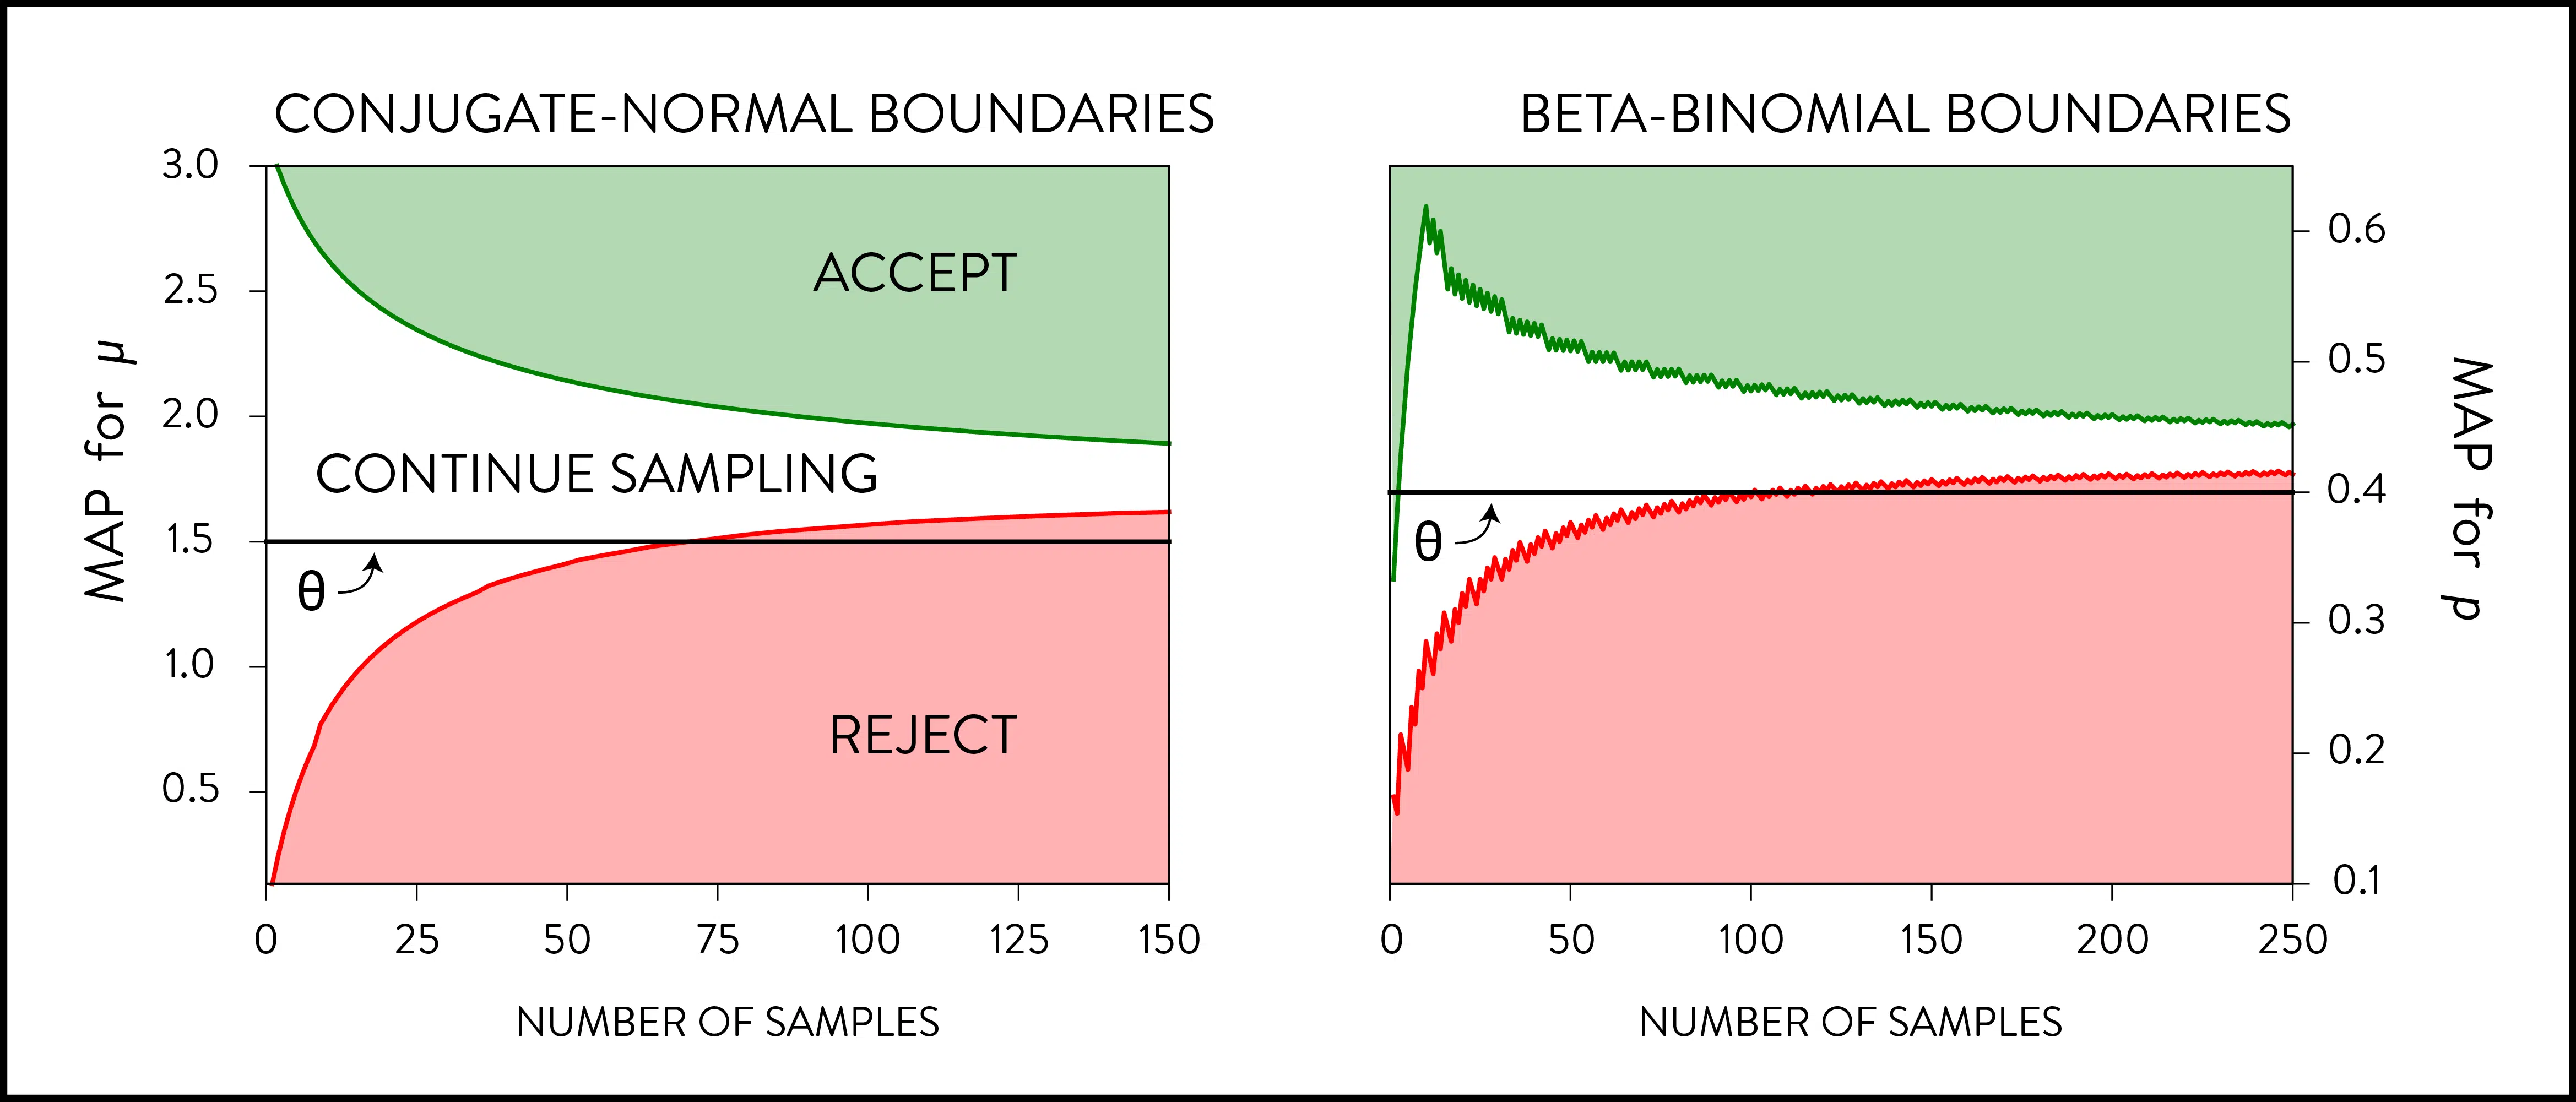 CONJUGATE-NORMAL BOUNDARIES
3.0
2.5
2.0
1.5
1.0
0.5
MAP for μ
ACCEPT
CONTINUE SAMPLING
θ
REJECT
0 25 50 75 100 125 150
NUMBER OF SAMPLES
BETA-BINOMIAL BOUNDARIES
θ
0.6
0.5
0.4
0.3
0.2
0.1
MAP for p
0 50 100 150 200 250
NUMBER OF SAMPLES